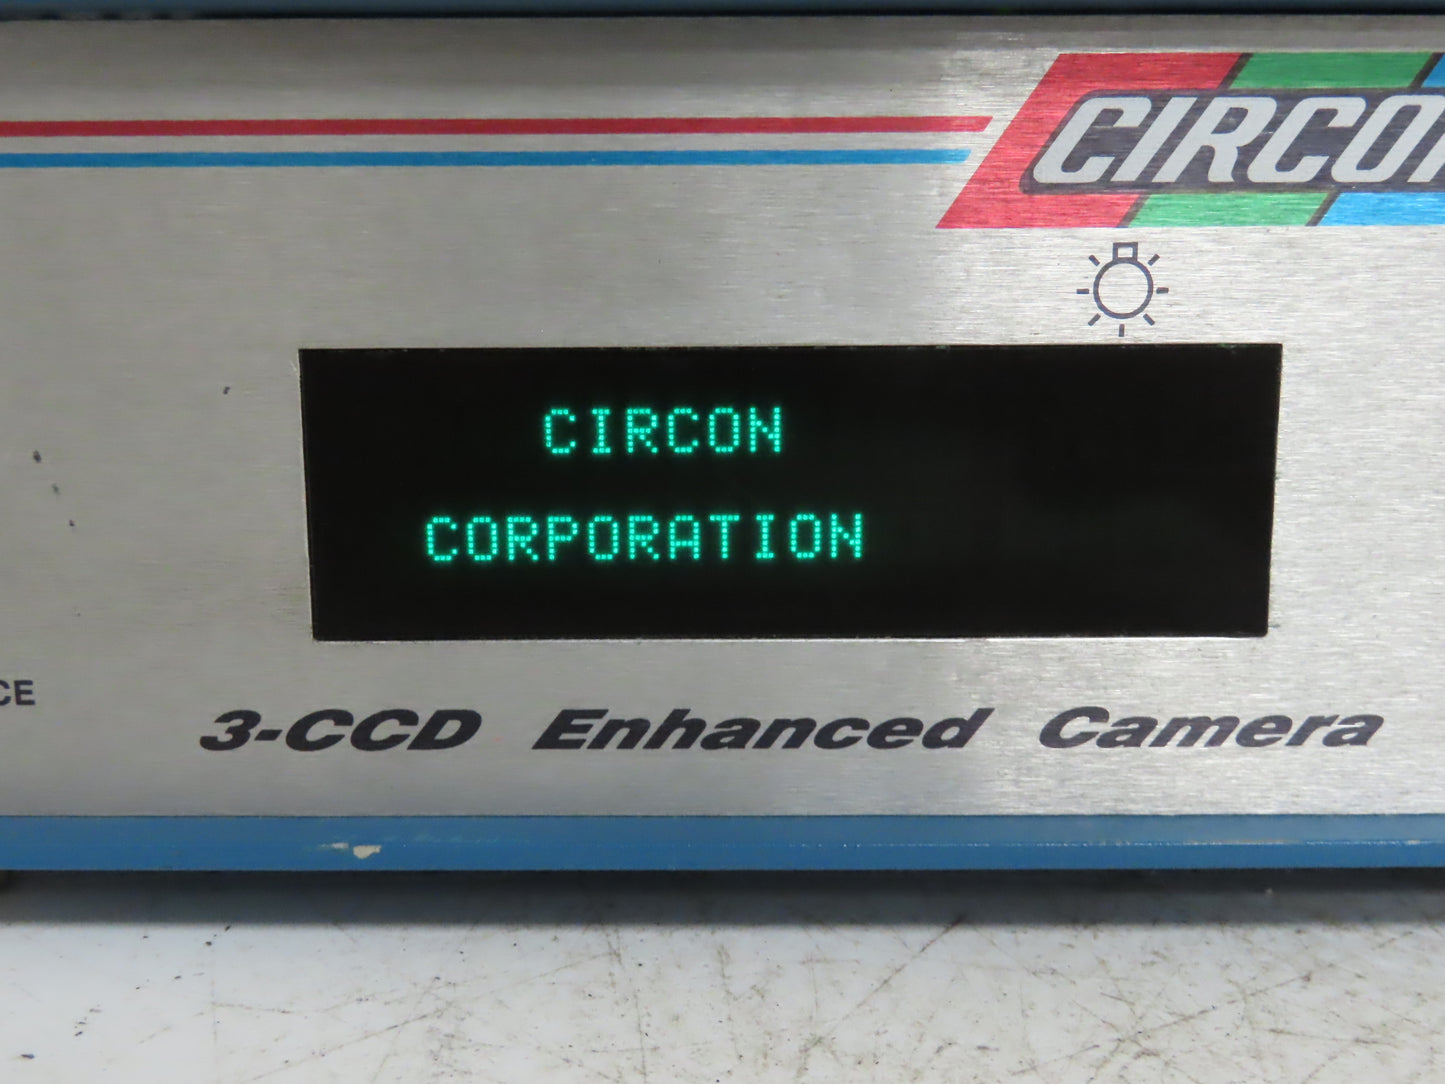 CIRCON
CIRCON
CORPORATION
CE
3-CCD Enhanced Camera